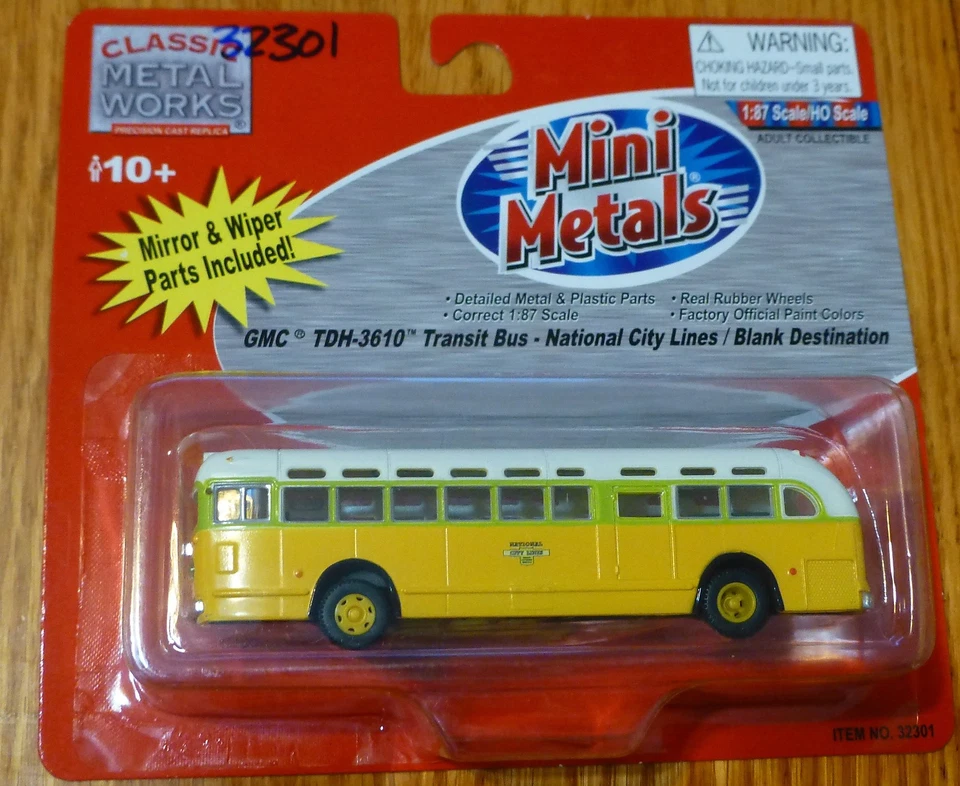 CLASSIC
32301
METAL
WORKS®
PRECISION CAST REPLICA
WARNING:
CHOKING HAZARD-Small parts.
Not for children under 3 years.
1:87 Scale/HO Scale
ADULT COLLECTIBLE
10+
Mirror & Wiper
Parts Included!
Mini
Metals®
• Detailed Metal & Plastic Parts • Real Rubber Wheels
• Correct 1:87 Scale • Factory Official Paint Colors
GMC® TDH-3610™ Transit Bus - National City Lines / Blank Destination
NATIONAL
CITY LINES
ITEM NO. 32301